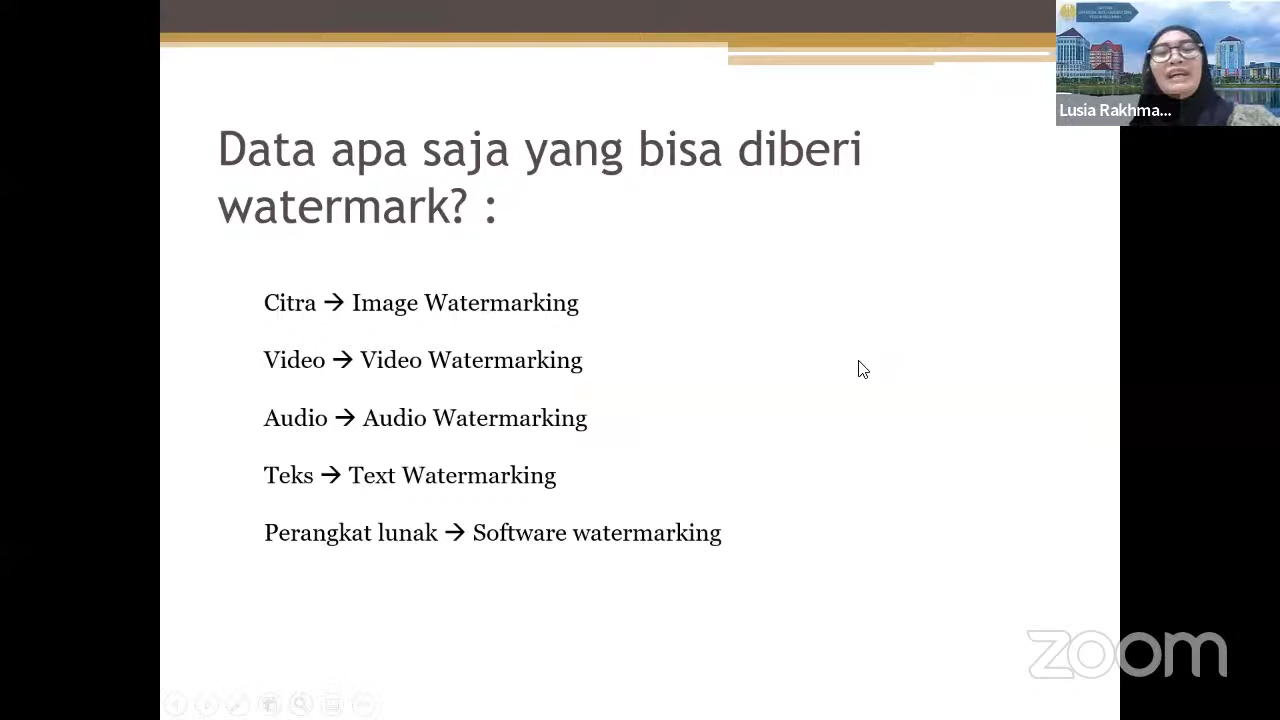 Lusia Rakhma...
Data apa saja yang bisa diberi
watermark? :
Citra → Image Watermarking
Video → Video Watermarking
Audio → Audio Watermarking
Teks → Text Watermarking
Perangkat lunak → Software watermarking
zoom